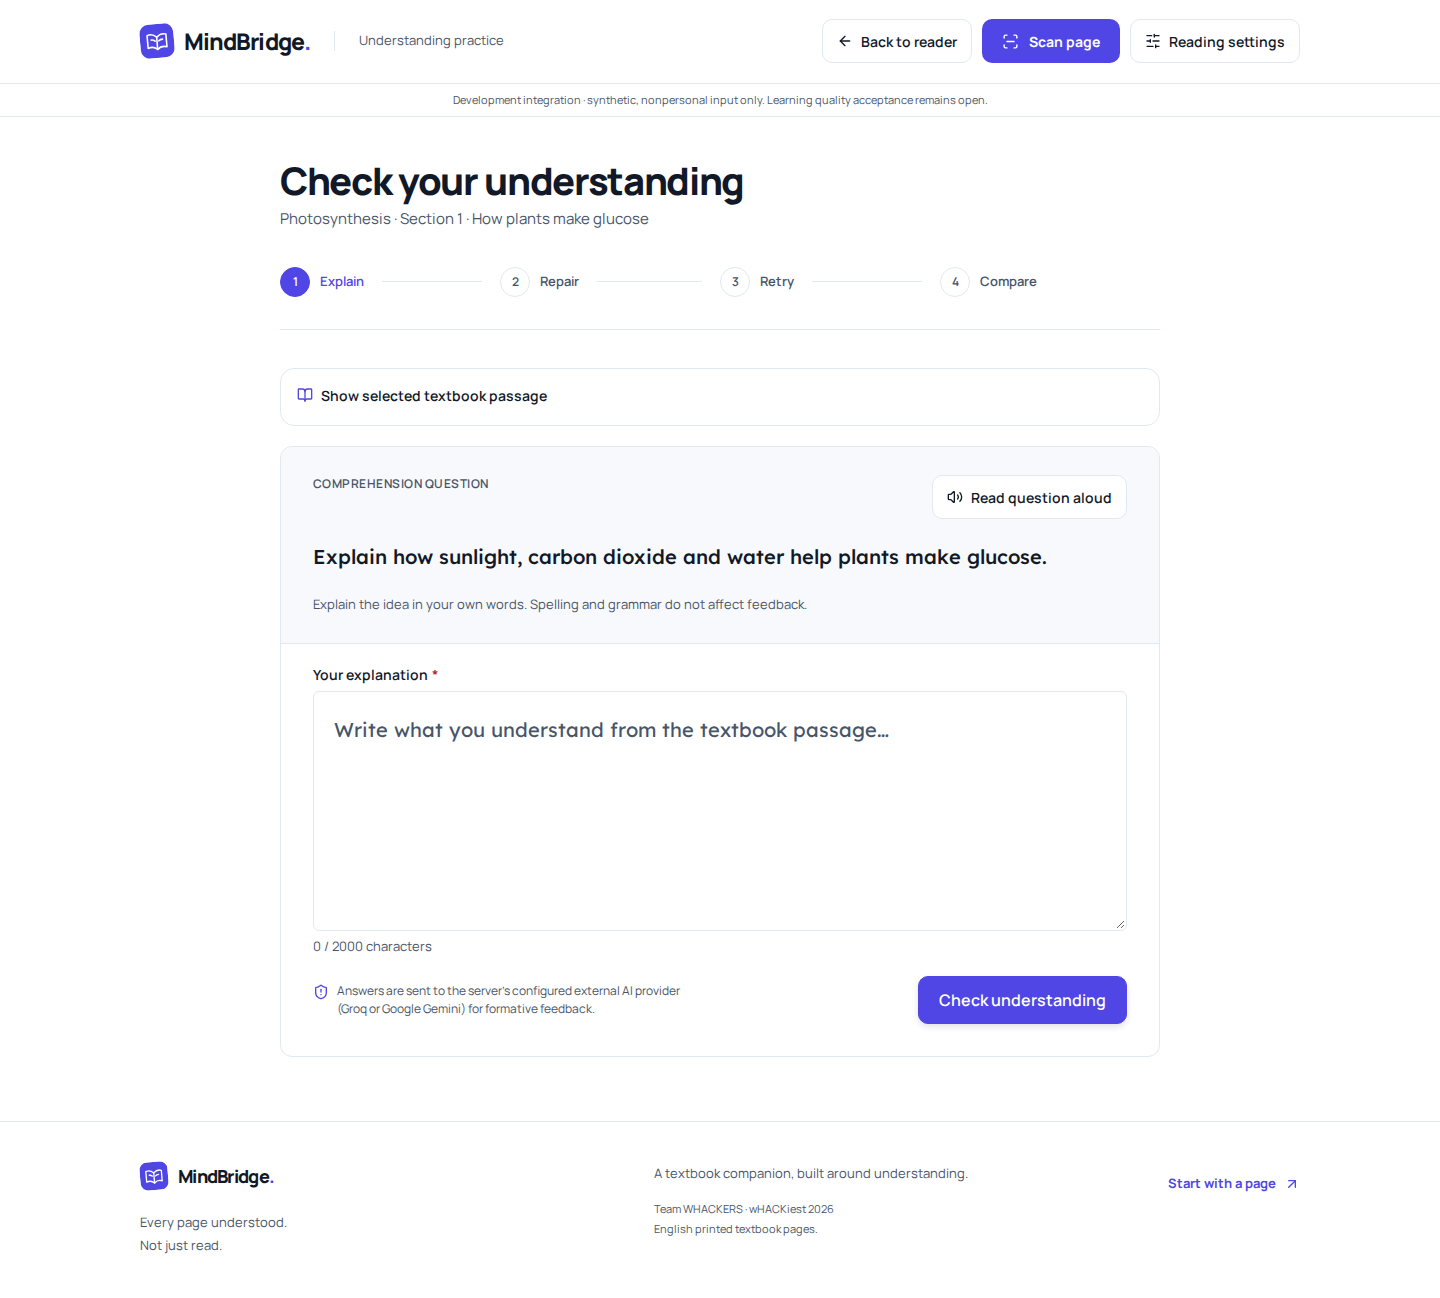 MindBridge.
Understanding practice
Back to reader
Scan page
Reading settings
Development integration · synthetic, nonpersonal input only. Learning quality acceptance remains open.
Check your understanding
Photosynthesis · Section 1 · How plants make glucose
1 Explain
2 Repair
3 Retry
4 Compare
Show selected textbook passage
COMPREHENSION QUESTION
Read question aloud
Explain how sunlight, carbon dioxide and water help plants make glucose.
Explain the idea in your own words. Spelling and grammar do not affect feedback.
Your explanation *
Write what you understand from the textbook passage…
0 / 2000 characters
Answers are sent to the server's configured external AI provider
(Groq or Google Gemini) for formative feedback.
Check understanding
MindBridge.
Every page understood.
Not just read.
A textbook companion, built around understanding.
Team WHACKERS · wHACKiest 2026
English printed textbook pages.
Start with a page